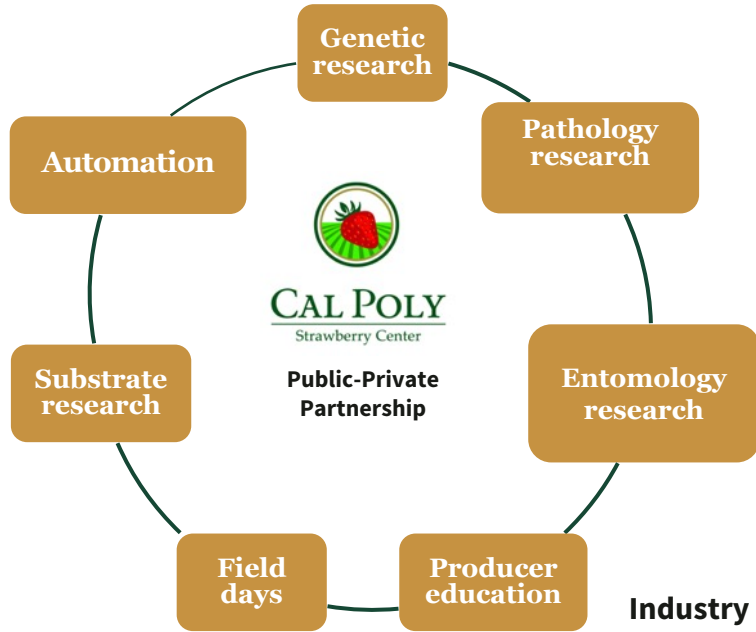 Genetic
research
Pathology
research
Automation
CAL POLY
Strawberry Center
Public-Private
Partnership
Substrate
research
Entomology
research
Field
days
Producer
education
Industry